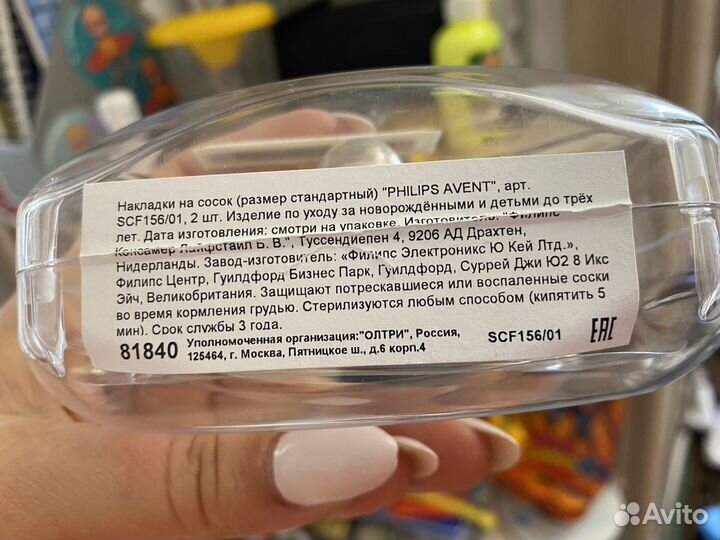 Накладки на сосок (размер стандартный) "PHILIPS AVENT", арт.
SCF156/01, 2 шт. Изделие по уходу за новорождёнными и детьми до трёх
лет. Дата изготовления: смотри на упаковке. Изготовитель: "Филипс
Консамер Лайфстайл Б. В.", Туссендиепен 4, 9206 АД Драхтен,
Нидерланды. Завод-изготовитель: «Филипс Электроникс Ю Кей Лтд.»,
Филипс Центр, Гуилдфорд Бизнес Парк, Гуилдфорд, Суррей Джи Ю2 8 Икс
Эйч, Великобритания. Защищают потрескавшиеся или воспаленные соски
во время кормления грудью. Стерилизуются любым способом (кипятить 5
мин). Срок службы 3 года.
81840 Уполномоченная организация:"ОЛТРИ", Россия,
125464, г. Москва, Пятницкое ш., д.6 корп.4
SCF156/01
EAC
Avito